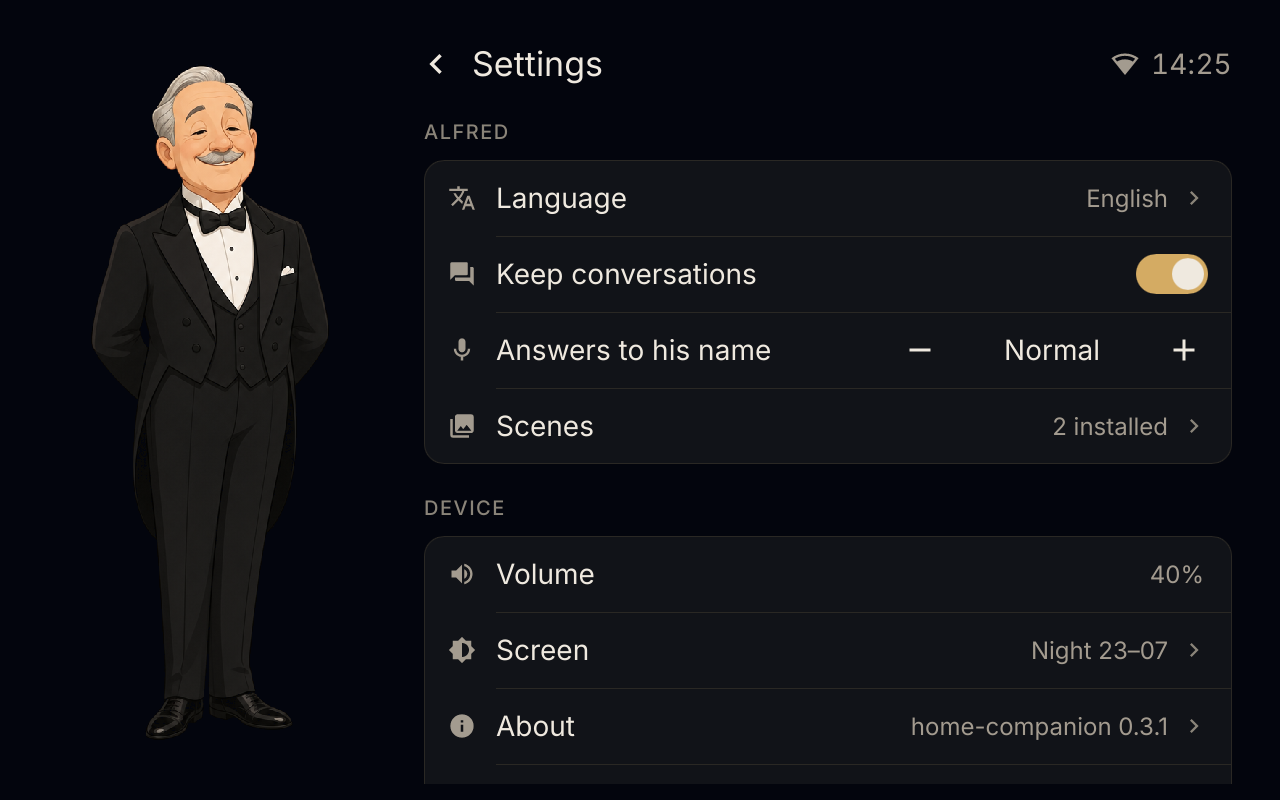 Settings
14:25
ALFRED
Language English
Keep conversations
Answers to his name Normal
Scenes 2 installed
DEVICE
Volume 40%
Screen Night 23–07
About home-companion 0.3.1